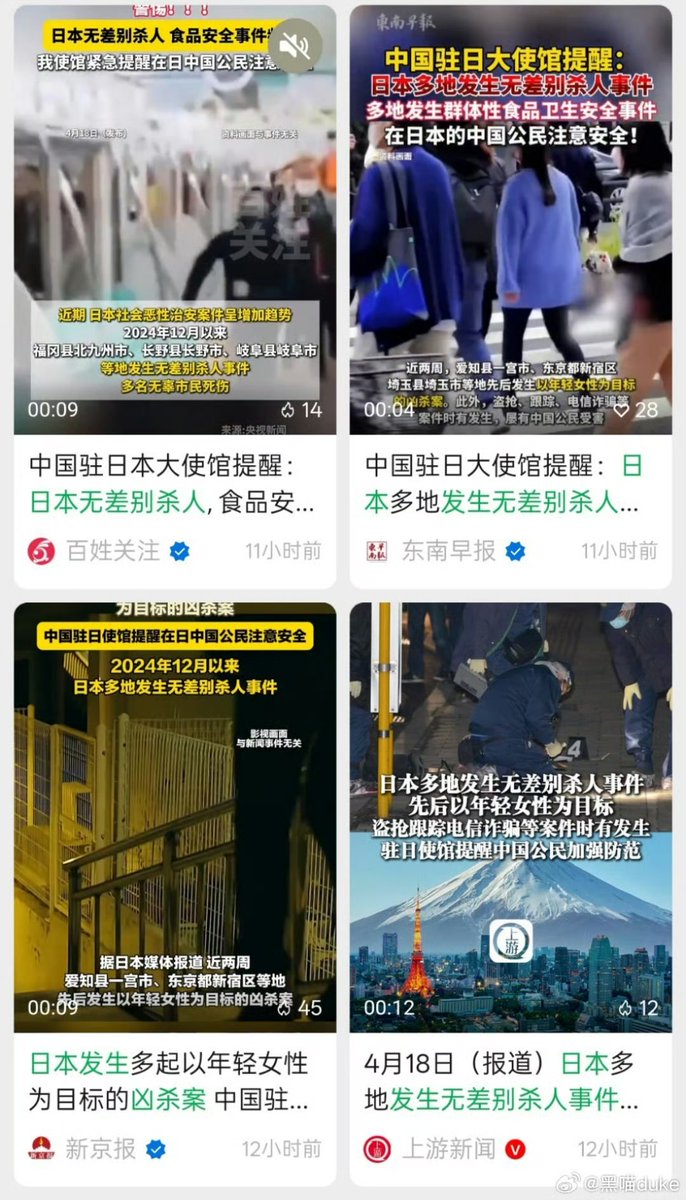 警惕！！！
日本无差别杀人 食品安全事件
我使馆紧急提醒在日中国公民注意
4月18日（发布）
资料画面与事件无关
百姓关注
近期 日本社会恶性治安案件呈增加趋势
2024年12月以来
福冈县北九州市、长野县长野市、岐阜县岐阜市
等地发生无差别杀人事件
多名无辜市民死伤
00:09
14
来源:央视新闻
中国驻日本大使馆提醒：
日本无差别杀人, 食品安...
百姓关注
11小时前
东南早报
中国驻日大使馆提醒：
日本多地发生无差别杀人事件
多地发生群体性食品卫生安全事件
在日本的中国公民注意安全！
资料画面
近两周，爱知县一宫市、东京都新宿区
埼玉县埼玉市等地先后发生以年轻女性为目标
的凶杀案。此外，盗抢、跟踪、电信诈骗等
案件时有发生，屡有中国公民受害
00:04
28
中国驻日大使馆提醒：日
本多地发生无差别杀人...
东南早报
11小时前
为目标的凶杀案
中国驻日使馆提醒在日中国公民注意安全
2024年12月以来
日本多地发生无差别杀人事件
影视画面
与新闻事件无关
据日本媒体报道 近两周
爱知县一宫市、东京都新宿区等地
先后发生以年轻女性为目标的凶杀案
00:09
45
日本发生多起以年轻女性
为目标的凶杀案 中国驻...
新京报
12小时前
4
日本多地发生无差别杀人事件
先后以年轻女性为目标
盗抢跟踪电信诈骗等案件时有发生
驻日使馆提醒中国公民加强防范
上游
00:12
12
4月18日（报道）日本多
地发生无差别杀人事件...
上游新闻
12小时前
@黑喵duke